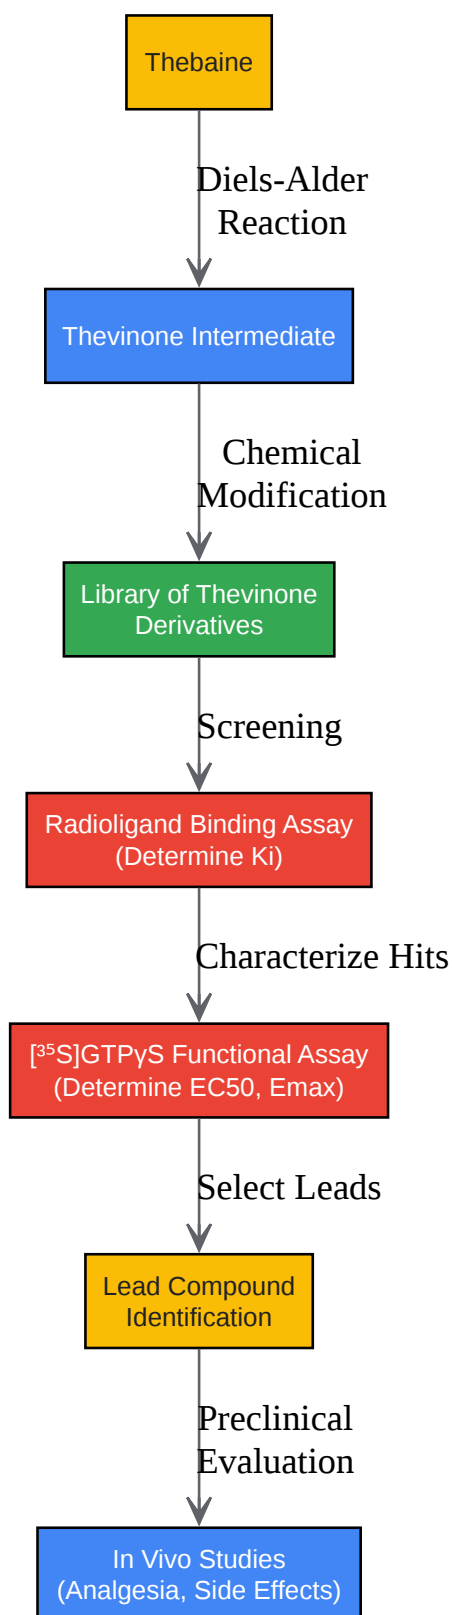 Thebaine
Diels-Alder
Reaction
Thevinone Intermediate
Chemical
Modification
Library of Thevinone
Derivatives
Screening
Radioligand Binding Assay
(Determine Ki)
Characterize Hits
[³⁵S]GTPγS Functional Assay
(Determine EC50, Emax)
Select Leads
Lead Compound
Identification
Preclinical
Evaluation
In Vivo Studies
(Analgesia, Side Effects)